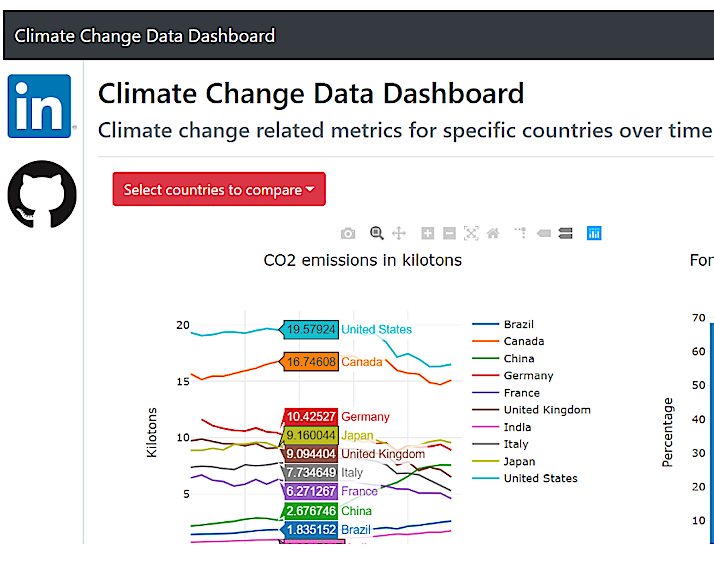 Climate Change Data Dashboard
in
Climate Change Data Dashboard
Climate change related metrics for specific countries over time
Select countries to compare
CO2 emissions in kilotons
For
Kilotons
20
15
10
5
19.57924 United States
16.74608 Canada
10.42527 Germany
9.160044 Japan
9.094404 United Kingdom
7.734649 Italy
6.271267 France
2.676746 China
1.835152 Brazil
Brazil
Canada
China
Germany
France
United Kingdom
India
Italy
Japan
United States
Percentage
70
60
50
40
30
20
10